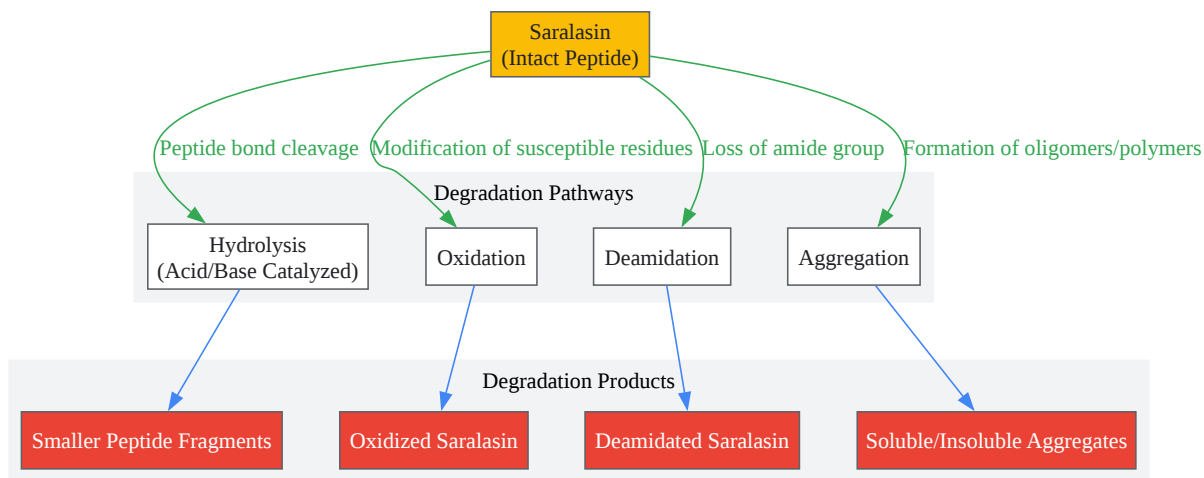 Saralasin
(Intact Peptide)
Peptide bond cleavage
Modification of susceptible residues
Loss of amide group
Formation of oligomers/polymers
Degradation Pathways
Hydrolysis
(Acid/Base Catalyzed)
Oxidation
Deamidation
Aggregation
Degradation Products
Smaller Peptide Fragments
Oxidized Saralasin
Deamidated Saralasin
Soluble/Insoluble Aggregates